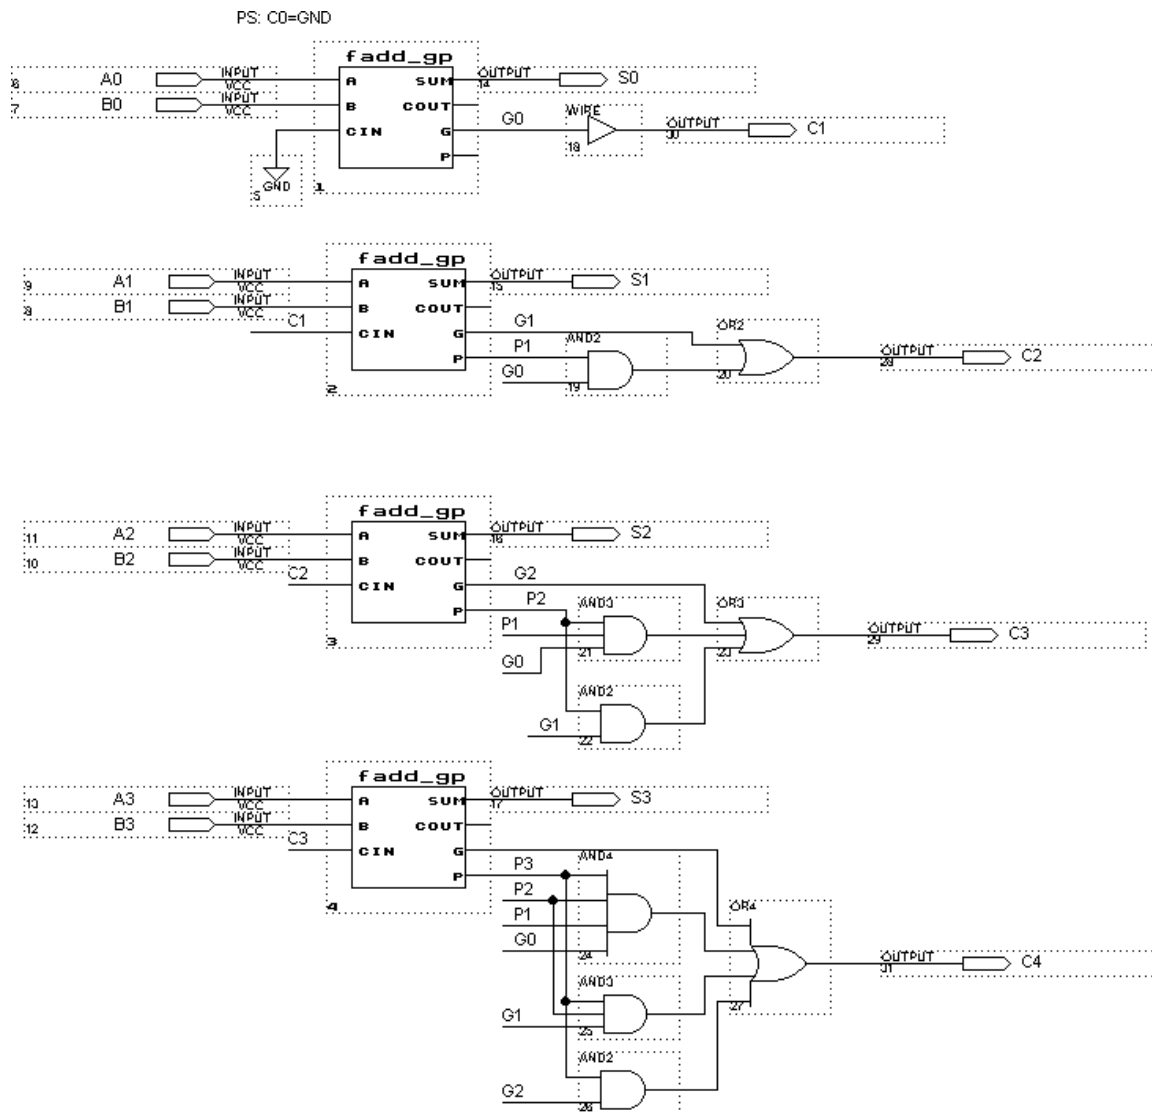 PS: C0=GND
fadd_gp
6 A0 INPUT VCC A SUM OUTPUT 14 S0
7 B0 INPUT VCC B COUT
CIN G G0 WIRE 18 OUTPUT 30 C1
P
GND 5 1
fadd_gp
9 A1 INPUT VCC A SUM OUTPUT 15 S1
8 B1 INPUT VCC B COUT
C1 CIN G G1 OR2
P P1 AND2 20 OUTPUT 28 C2
G0 19
2
fadd_gp
11 A2 INPUT VCC A SUM OUTPUT 16 S2
10 B2 INPUT VCC B COUT
C2 CIN G G2
P P2 AND3 OR3
3 P1 21 23 OUTPUT 29 C3
G0
AND2
G1 22
fadd_gp
13 A3 INPUT VCC A SUM OUTPUT 17 S3
12 B3 INPUT VCC B COUT
C3 CIN G AND4
P P3
4 P2 OR4
P1
G0 24 OUTPUT 31 C4
AND3
G1 25 27
AND2
G2 26